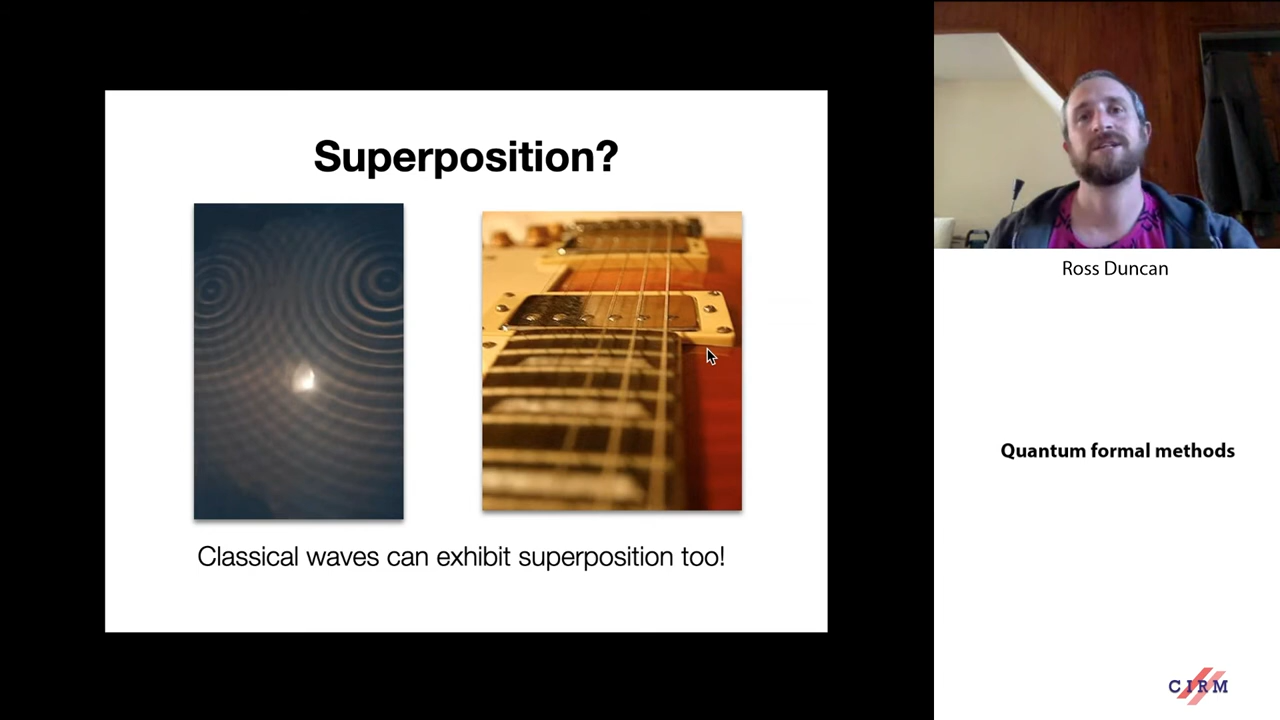 Superposition?
Classical waves can exhibit superposition too!
Ross Duncan
Quantum formal methods
CIRM